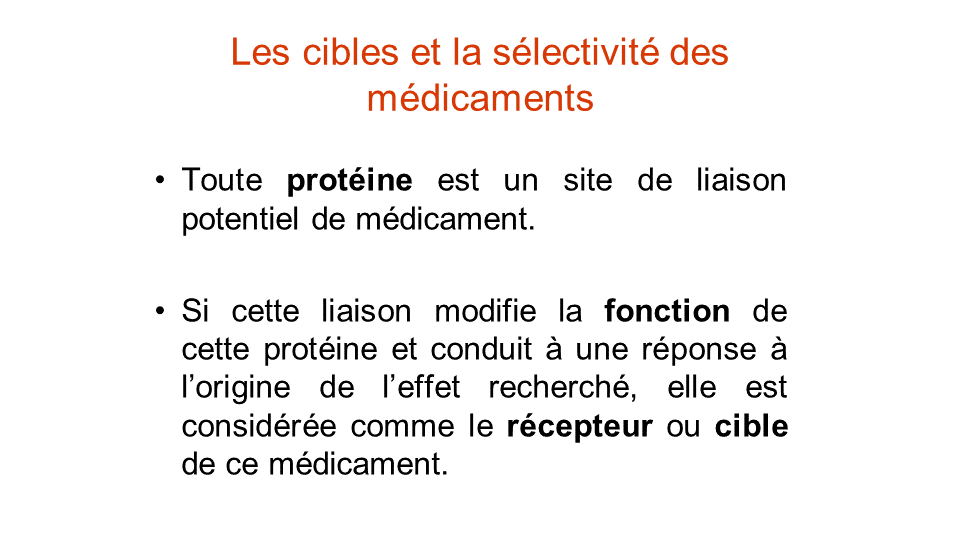 Les cibles et la sélectivité des
médicaments
• Toute protéine est un site de liaison
potentiel de médicament.
• Si cette liaison modifie la fonction de
cette protéine et conduit à une réponse à
l’origine de l’effet recherché, elle est
considérée comme le récepteur ou cible
de ce médicament.